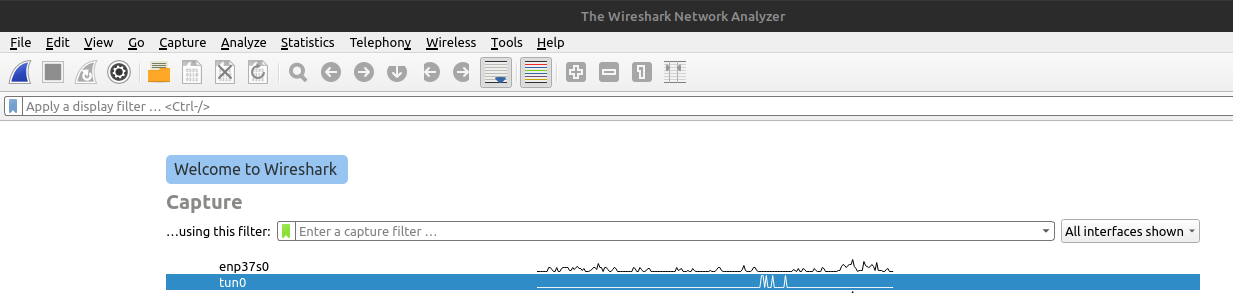 The Wireshark Network Analyzer
File Edit View Go Capture Analyze Statistics Telephony Wireless Tools Help
Apply a display filter … <Ctrl-/>
Welcome to Wireshark
Capture
…using this filter: Enter a capture filter … All interfaces shown
enp37s0
tun0